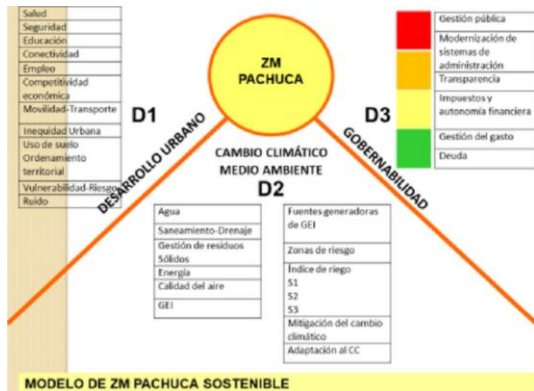 Salud
Seguridad
Educación
Conectividad
Empleo
Competitividad
económica
Movilidad-Transporte
Inequidad Urbana
Uso de suelo
Ordenamiento
territorial
Vulnerabilidad-Riesgo
Ruido
D1
DESARROLLO URBANO
ZM
PACHUCA
CAMBIO CLIMÁTICO
MEDIO AMBIENTE
D2
Agua
Saneamiento-Drenaje
Gestión de residuos
Sólidos
Energía
Calidad del aire
GEI
Fuentes generadoras
de GEI
Zonas de riesgo
Índice de riego
S1
S2
S3
Mitigación del cambio
climático
Adaptación al CC
GOBERNABILIDAD
D3
Gestión pública
Modernización de
sistemas de
administración
Transparencia
Impuestos y
autonomía financiera
Gestión del gasto
Deuda
MODELO DE ZM PACHUCA SOSTENIBLE